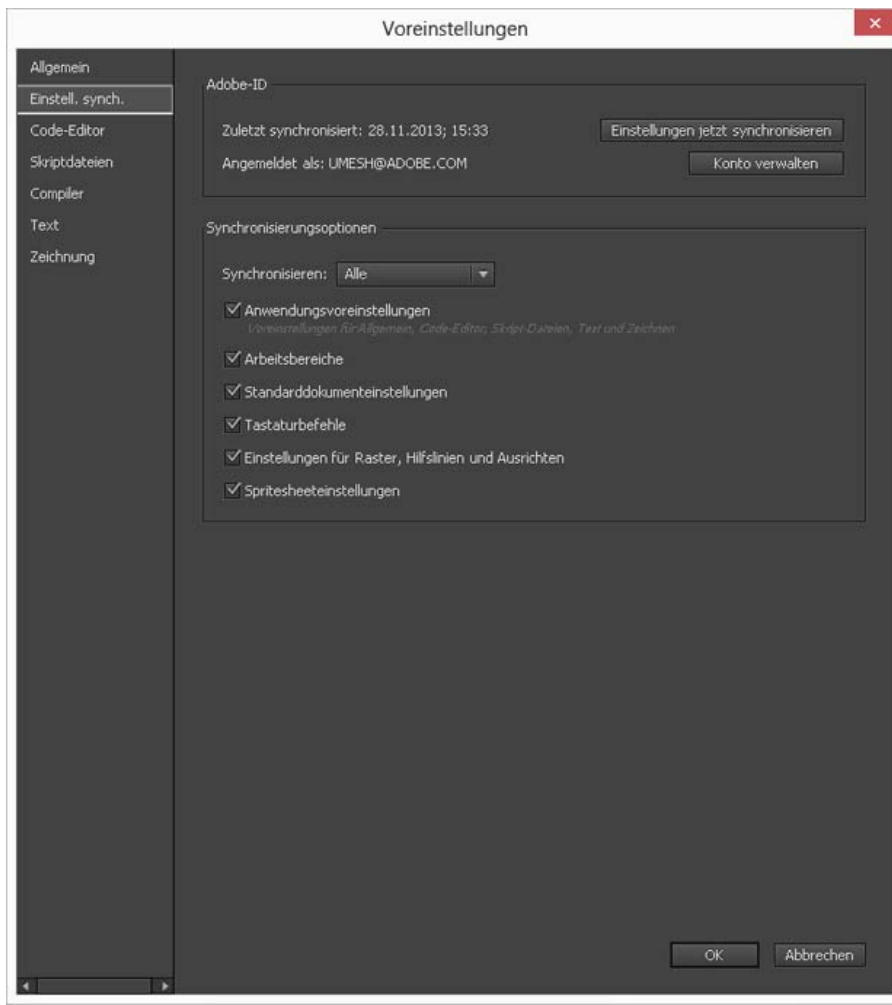 Voreinstellungen
Allgemein
Einstell. synch.
Code-Editor
Skriptdateien
Compiler
Text
Zeichnung
Adobe-ID
Zuletzt synchronisiert: 28.11.2013; 15:33
Einstellungen jetzt synchronisieren
Angemeldet als: UMESH@ADOBE.COM
Konto verwalten
Synchronisierungsoptionen
Synchronisieren: Alle
Anwendungsvoreinstellungen
Voreinstellungen für Allgemein, Code-Editor, Skript-Dateien, Text und Zeichnen
Arbeitsbereiche
Standarddokumenteinstellungen
Tastaturbefehle
Einstellungen für Raster, Hilfslinien und Ausrichten
Spritesheeteinstellungen
OK
Abbrechen